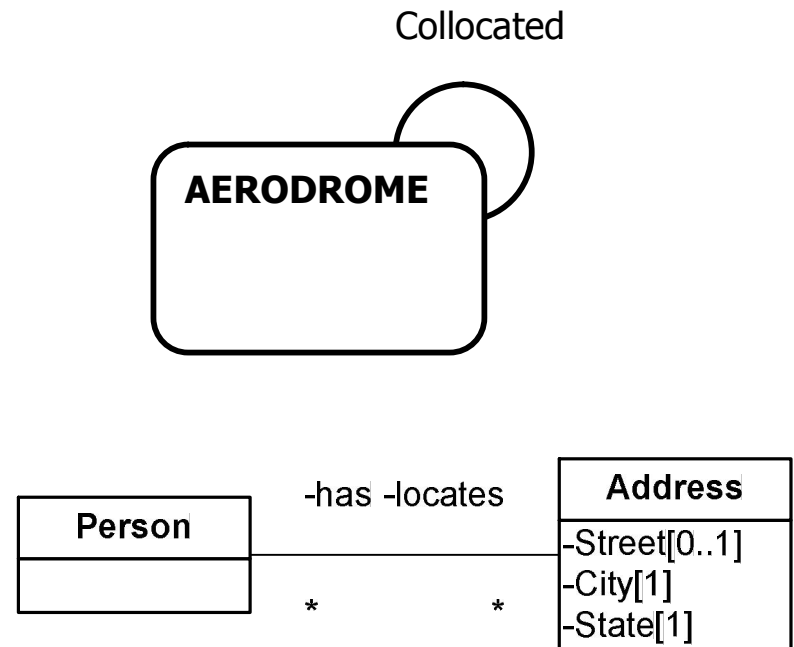 Collocated
AERODROME
Person
-has -locates
* *
Address
-Street[0..1]
-City[1]
-State[1]